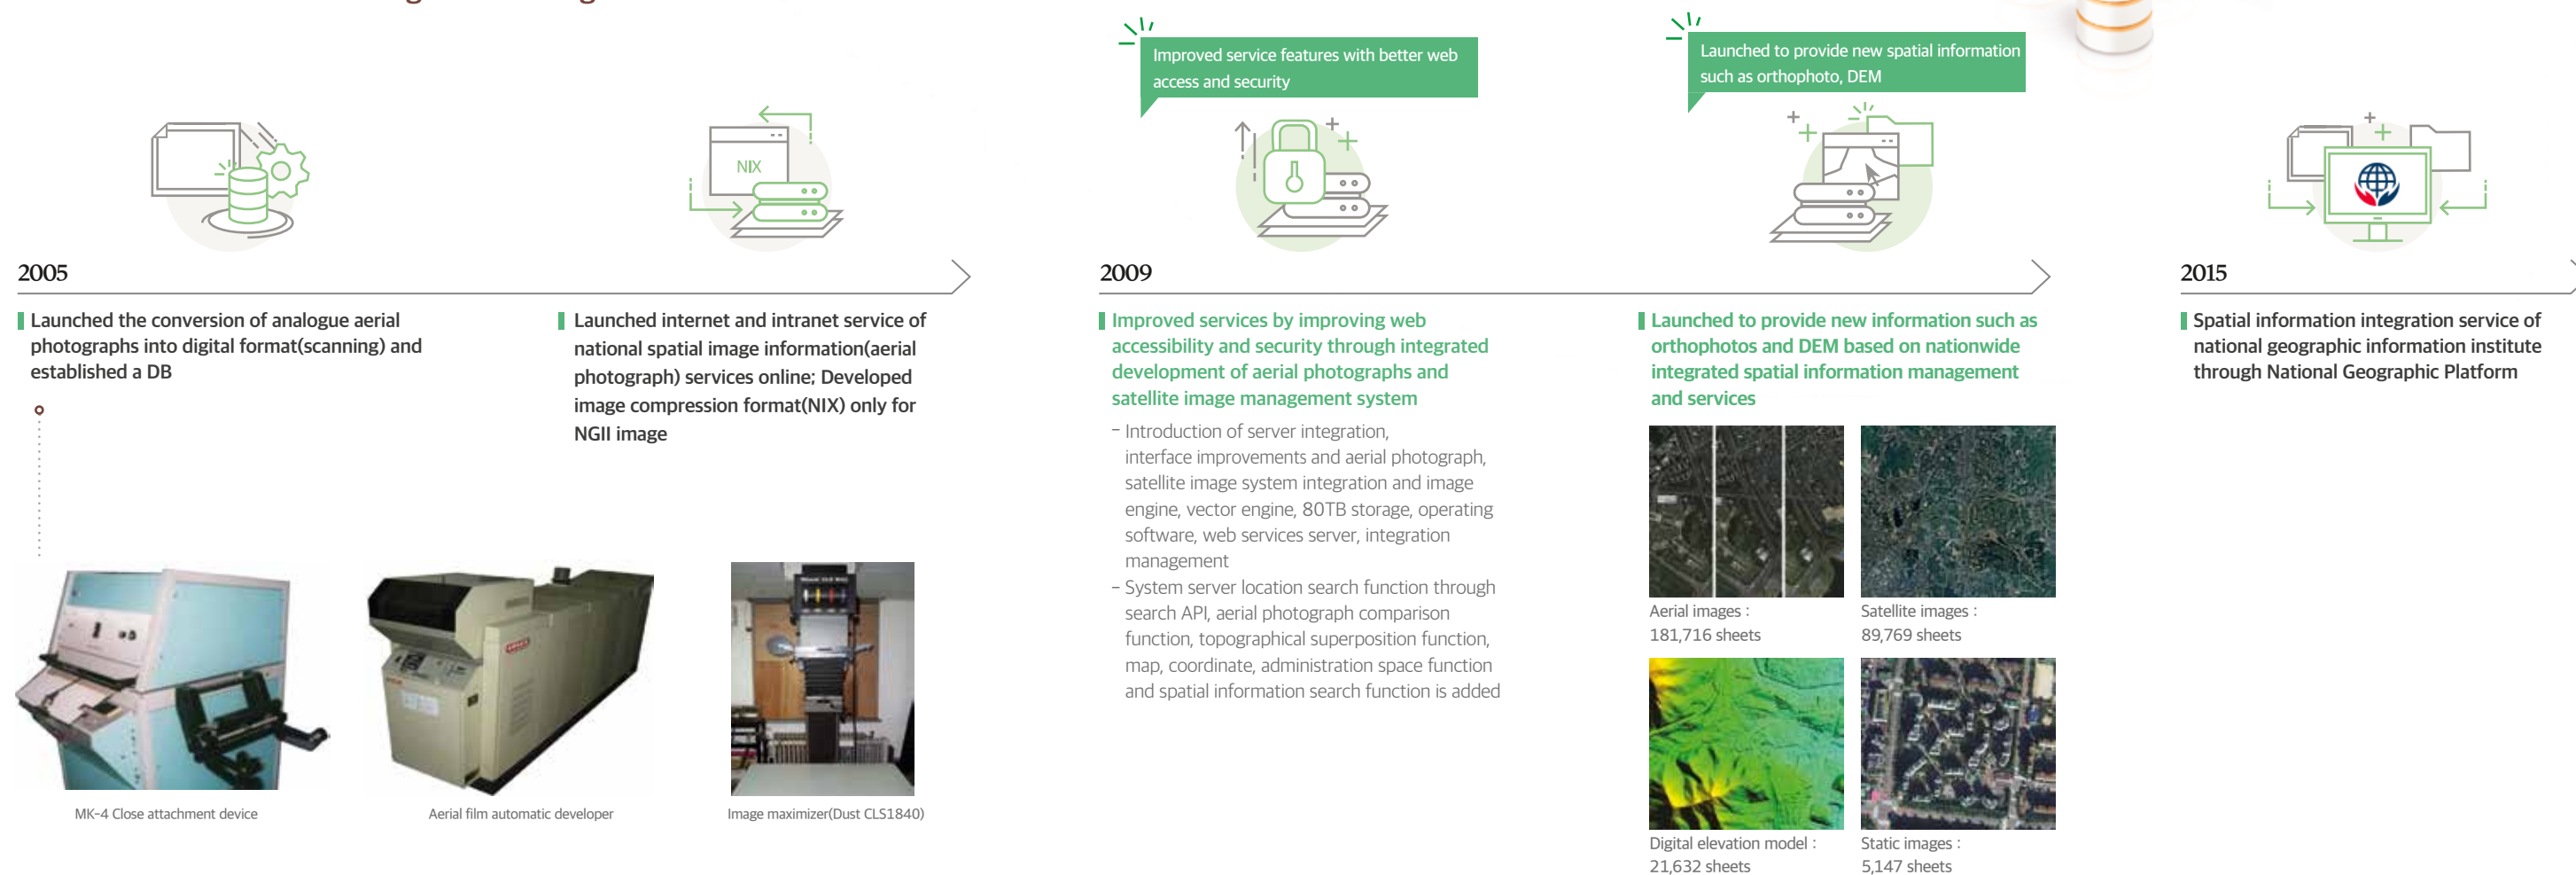 Improved service features with better web
access and security
Launched to provide new spatial information
such as orthophoto, DEM
NIX
2005
Launched the conversion of analogue aerial
photographs into digital format(scanning) and
established a DB
Launched internet and intranet service of
national spatial image information(aerial
photograph) services online; Developed
image compression format(NIX) only for
NGII image
MK-4 Close attachment device
Aerial film automatic developer
Image maximizer(Dust CLS1840)
2009
Improved services by improving web
accessibility and security through integrated
development of aerial photographs and
satellite image management system
– Introduction of server integration,
interface improvements and aerial photograph,
satellite image system integration and image
engine, vector engine, 80TB storage, operating
software, web services server, integration
management
– System server location search function through
search API, aerial photograph comparison
function, topographical superposition function,
map, coordinate, administration space function
and spatial information search function is added
Launched to provide new information such as
orthophotos and DEM based on nationwide
integrated spatial information management
and services
Aerial images :
181,716 sheets
Satellite images :
89,769 sheets
Digital elevation model :
21,632 sheets
Static images :
5,147 sheets
2015
Spatial information integration service of
national geographic information institute
through National Geographic Platform